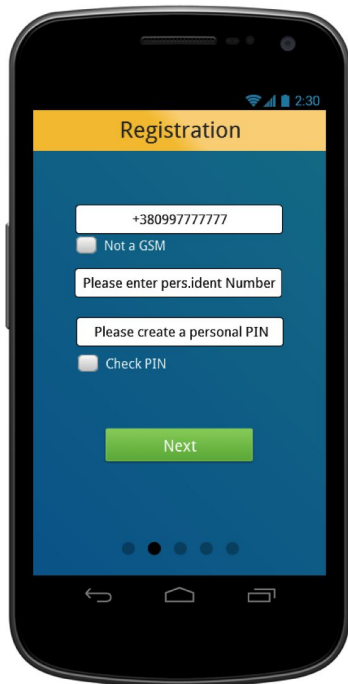 2:30
Registration
+380997777777
Not a GSM
Please enter pers.ident Number
Please create a personal PIN
Check PIN
Next